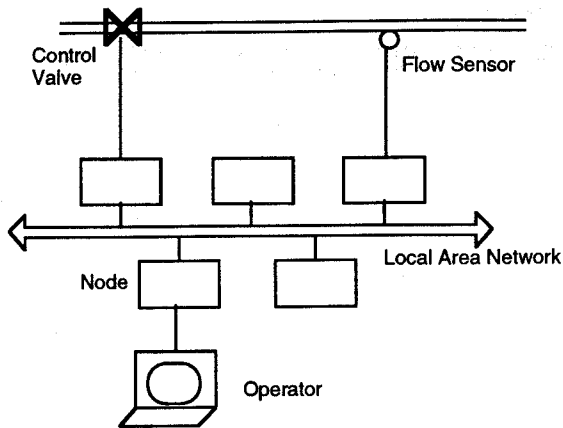 Control
Valve
Flow Sensor
Local Area Network
Node
Operator